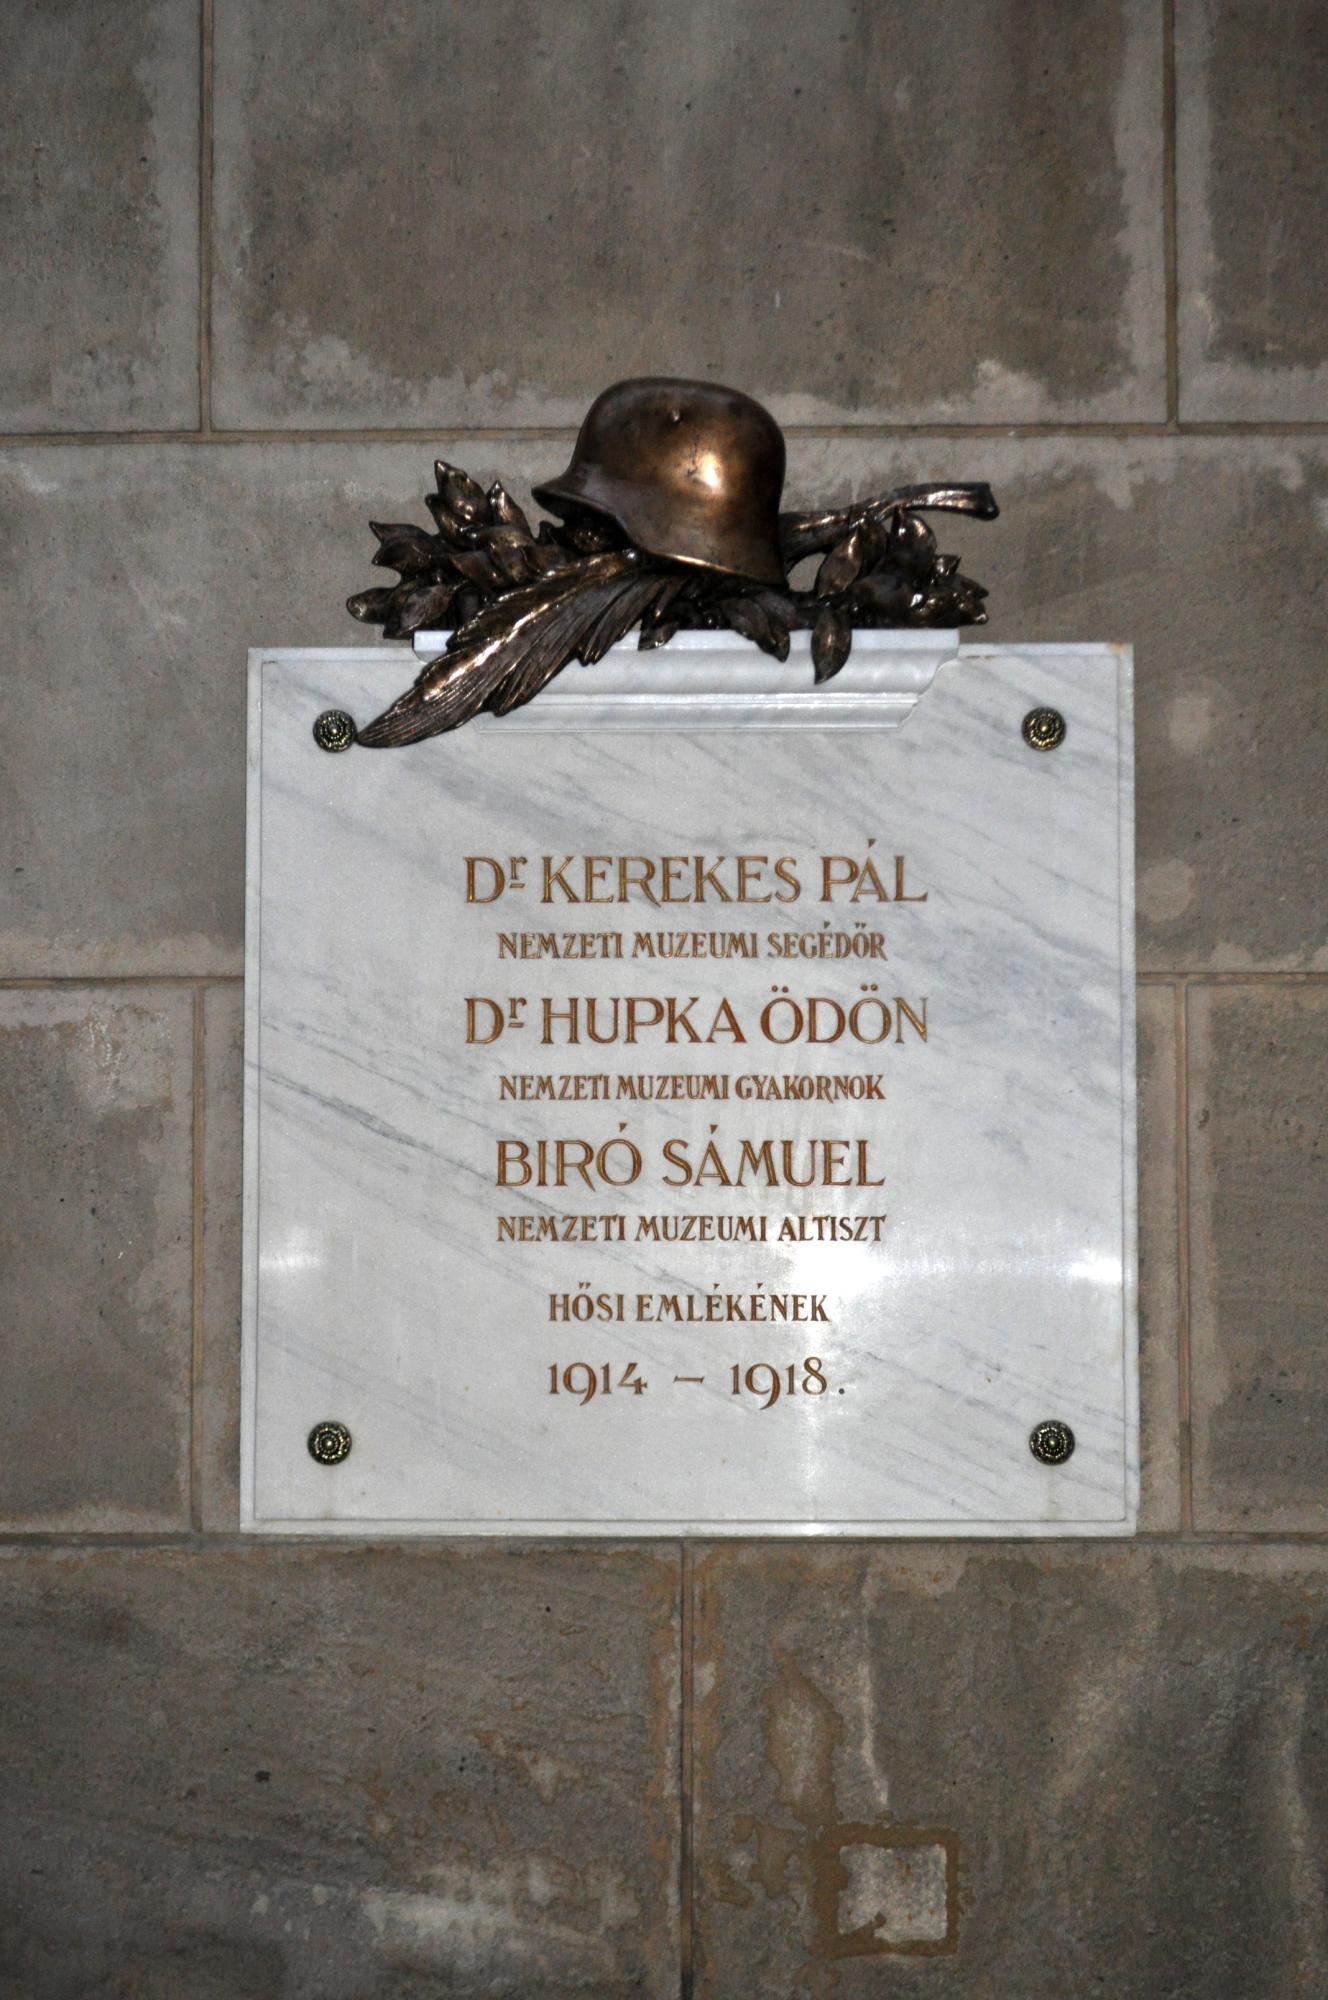 Dr KEREKES PÁL
NEMZETI MUZEUMI SEGÉDŐR
Dr HUPKA ÖDÖN
NEMZETI MUZEUMI GYAKORNOK
BIRÓ SÁMUEL
NEMZETI MUZEUMI ALTISZT
HŐSI EMLÉKÉNEK
1914 – 1918.